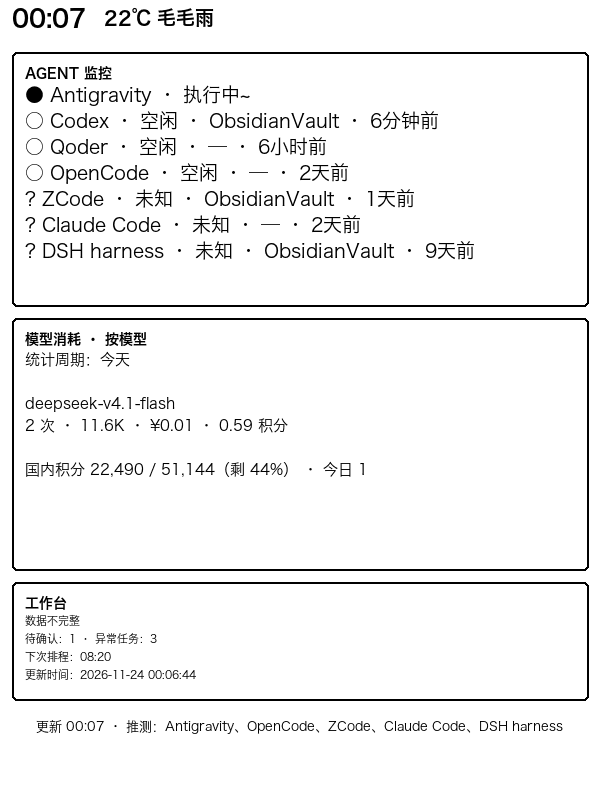 00:07 22℃ 毛毛雨
AGENT 监控
● Antigravity · 执行中~
○ Codex · 空闲 · ObsidianVault · 6分钟前
○ Qoder · 空闲 · — · 6小时前
○ OpenCode · 空闲 · — · 2天前
? ZCode · 未知 · ObsidianVault · 1天前
? Claude Code · 未知 · — · 2天前
? DSH harness · 未知 · ObsidianVault · 9天前
模型消耗 · 按模型
统计周期：今天
deepseek-v4.1-flash
2 次 · 11.6K · ¥0.01 · 0.59 积分
国内积分 22,490 / 51,144（剩 44%） · 今日 1
工作台
数据不完整
待确认：1 · 异常任务：3
下次排程：08:20
更新时间：2026-11-24 00:06:44
更新 00:07 · 推测：Antigravity、OpenCode、ZCode、Claude Code、DSH harness